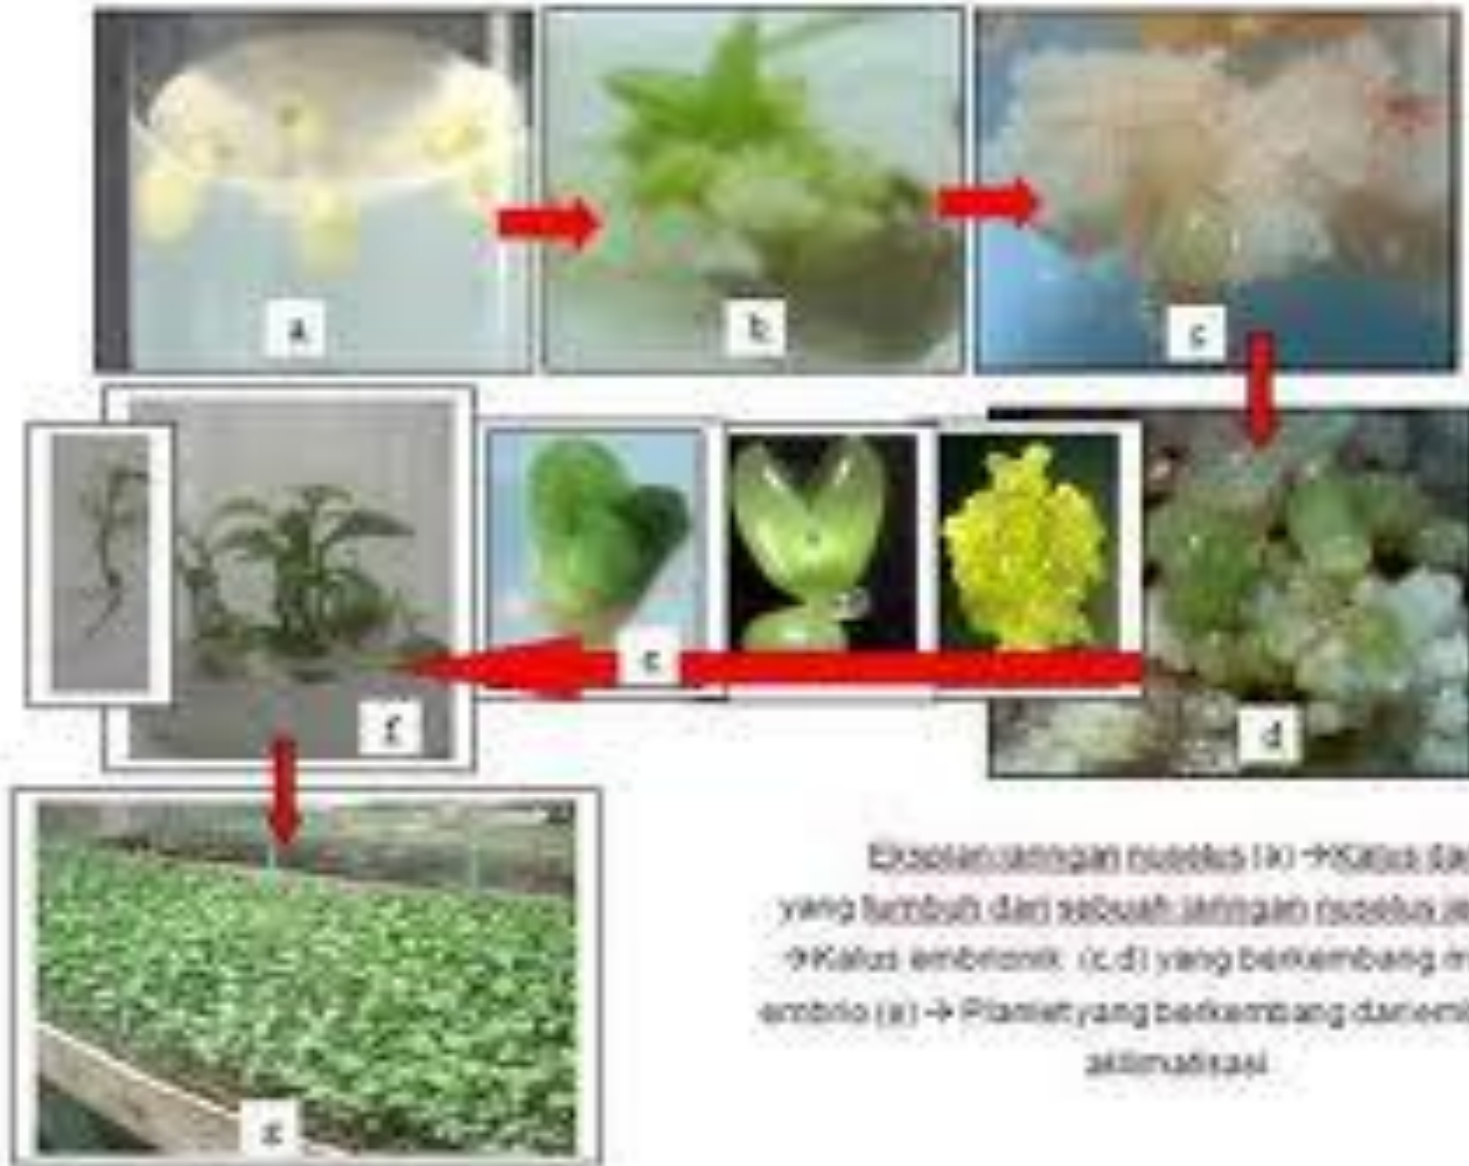 a
b
c
d
e
f
g
Eksplan jaringan nuselus (a) →Kalus
yang tumbuh dari sebuah jaringan nuselus
→Kalus embrionik (c,d) yang berkembang
embrio (e) → Planlet yang berkembang dari
aklimatisasi